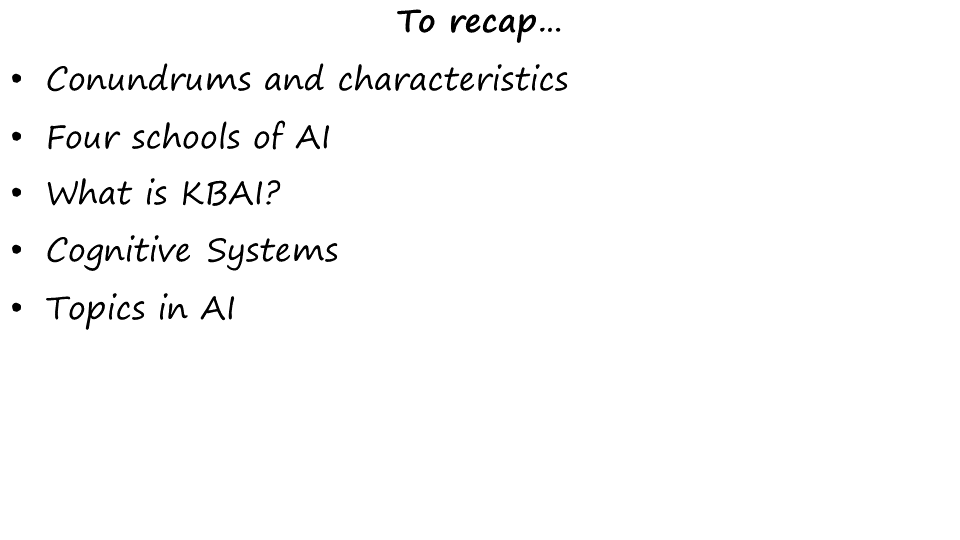 To recap...
• Conundrums and characteristics
• Four schools of AI
• What is KBAI?
• Cognitive Systems
• Topics in AI